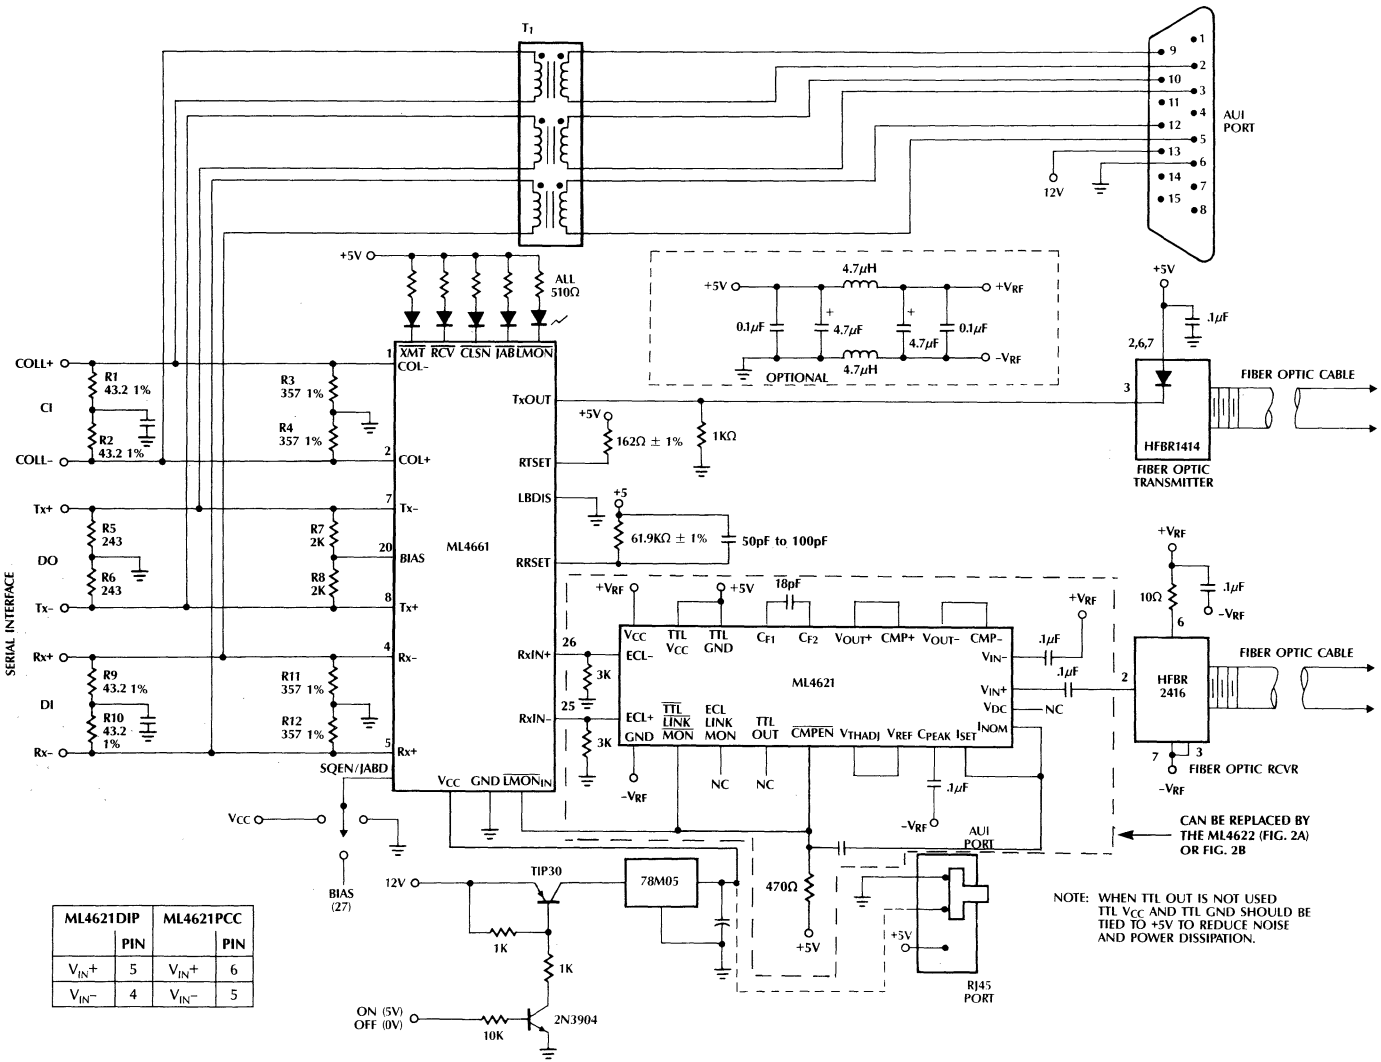 T1
1
9
2
10
3
11
4
12
5
13
6
14
7
15
8
AUI
PORT
12V
+5V
ALL
510Ω
+5V
4.7µH
+VRF
0.1µF
+
4.7µF
+
4.7µF
0.1µF
-VRF
4.7µH
OPTIONAL
+5V
.1µF
2,6,7
3
HFBR1414
FIBER OPTIC
TRANSMITTER
FIBER OPTIC CABLE
SERIAL INTERFACE
COLL+
CI
COLL-
R1
43.2 1%
R2
43.2 1%
R3
357 1%
R4
357 1%
Tx+
DO
Tx-
R5
243
R6
243
R7
2K
R8
2K
Rx+
DI
Rx-
R9
43.2 1%
R10
43.2
1%
R11
357 1%
R12
357 1%
1
XMT RCV CLSN JAB LMON
COL-
2
COL+
7
Tx-
20
BIAS
8
Tx+
4
Rx-
5
Rx+
SQEN/JABD
ML4661
TxOUT
RTSET
LBDIS
RRSET
RxIN+
RxIN-
26
25
VCC GND LMONIN
+5V
162Ω ± 1%
1KΩ
+5
61.9KΩ ± 1%
50pF to 100pF
3K
3K
+VRF
+5V
18pF
VCC
TTL
VCC
TTL
GND
CF1
CF2
VOUT+
CMP+
VOUT-
CMP-
ECL-
ML4621
VIN-
VIN+
VDC
NC
INOM
ECL+
GND
TTL
LINK
MON
ECL
LINK
MON
TTL
OUT
CMPEN
VTHADJ
VREF
CPEAK
ISET
-VRF
NC
NC
.1µF
-VRF
+VRF
.1µF
.1µF
+VRF
10Ω
.1µF
-VRF
6
2
HFBR
2416
7
3
FIBER OPTIC RCVR
-VRF
FIBER OPTIC CABLE
CAN BE REPLACED BY
THE ML4622 (FIG. 2A)
OR FIG. 2B
VCC
BIAS
(27)
12V
TIP30
78M05
1K
1K
ON (5V)
OFF (0V)
10K
2N3904
470Ω
+5V
AUI
PORT
+5V
RJ45
PORT
NOTE: WHEN TTL OUT IS NOT USED
TTL VCC AND TTL GND SHOULD BE
TIED TO +5V TO REDUCE NOISE
AND POWER DISSIPATION.
ML4621DIP ML4621PCC
PIN PIN
VIN+ 5 VIN+ 6
VIN- 4 VIN- 5